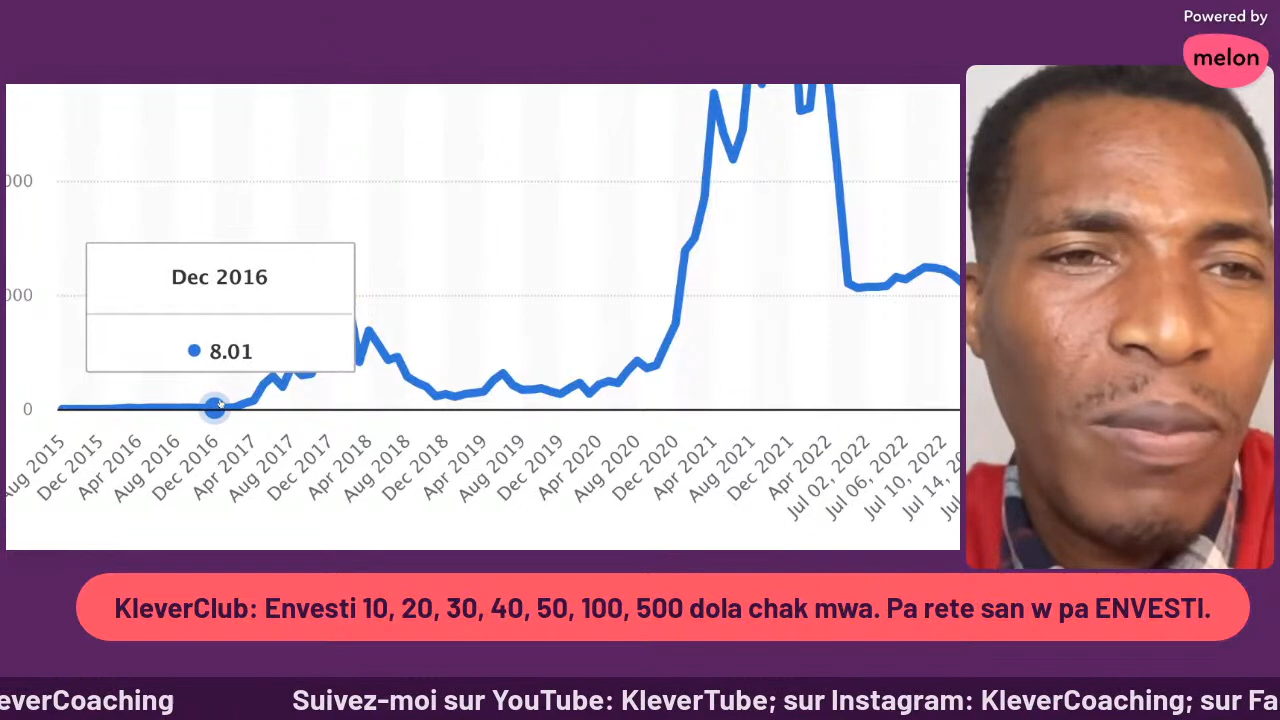 Powered by
melon
000
Dec 2016
8.01
000
0
Aug 2015
Dec 2015
Apr 2016
Aug 2016
Dec 2016
Apr 2017
Aug 2017
Dec 2017
Apr 2018
Aug 2018
Dec 2018
Apr 2019
Aug 2019
Dec 2019
Apr 2020
Aug 2020
Dec 2020
Apr 2021
Aug 2021
Dec 2021
Apr 2022
Jul 02, 2022
Jul 06, 2022
Jul 10, 2022
Jul 14, 20
Jul
KleverClub: Envesti 10, 20, 30, 40, 50, 100, 500 dola chak mwa. Pa rete san w pa ENVESTI.
everCoaching Suivez-moi sur YouTube: KleverTube; sur Instagram: KleverCoaching; sur Fa